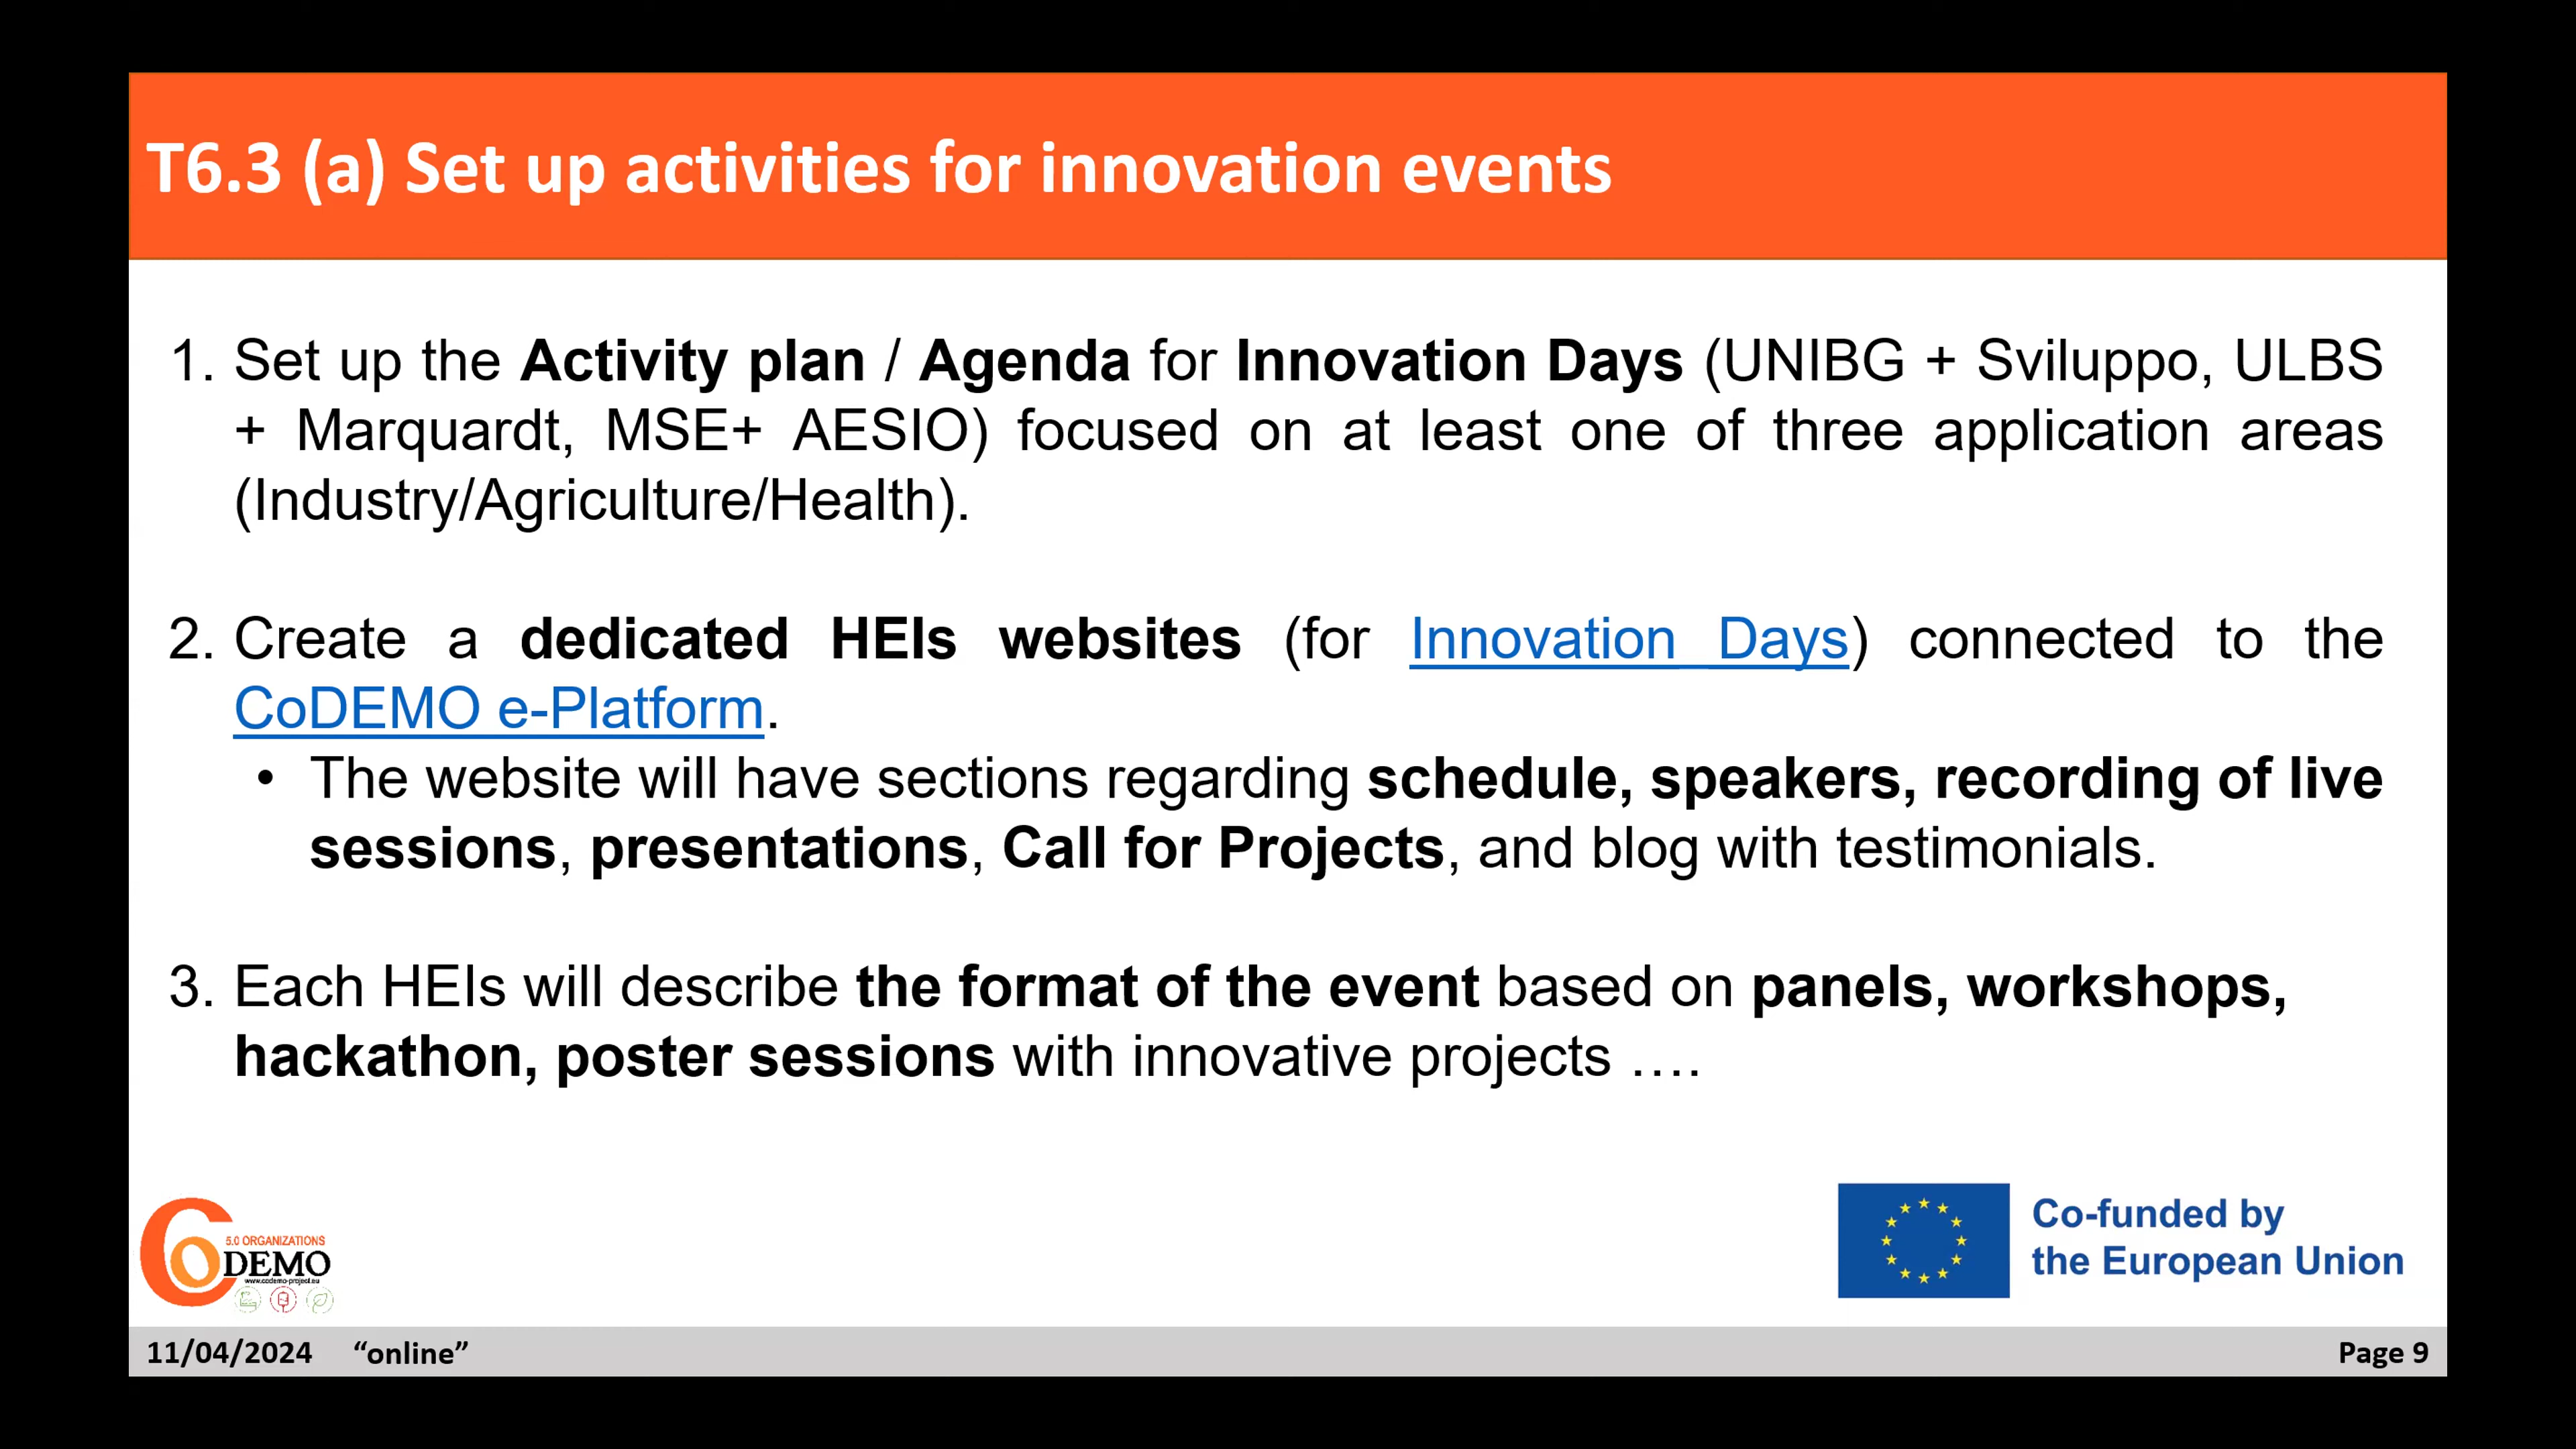 T6.3 (a) Set up activities for innovation events
1. Set up the Activity plan / Agenda for Innovation Days (UNIBG + Sviluppo, ULBS
+ Marquardt, MSE+ AESIO) focused on at least one of three application areas
(Industry/Agriculture/Health).
2. Create a dedicated HEIs websites (for Innovation Days) connected to the
CoDEMO e-Platform.
• The website will have sections regarding schedule, speakers, recording of live
sessions, presentations, Call for Projects, and blog with testimonials.
3. Each HEIs will describe the format of the event based on panels, workshops,
hackathon, poster sessions with innovative projects ….
5.0 ORGANIZATIONS
CoDEMO
www.codemo-project.eu
Co-funded by
the European Union
11/04/2024 “online” Page 9